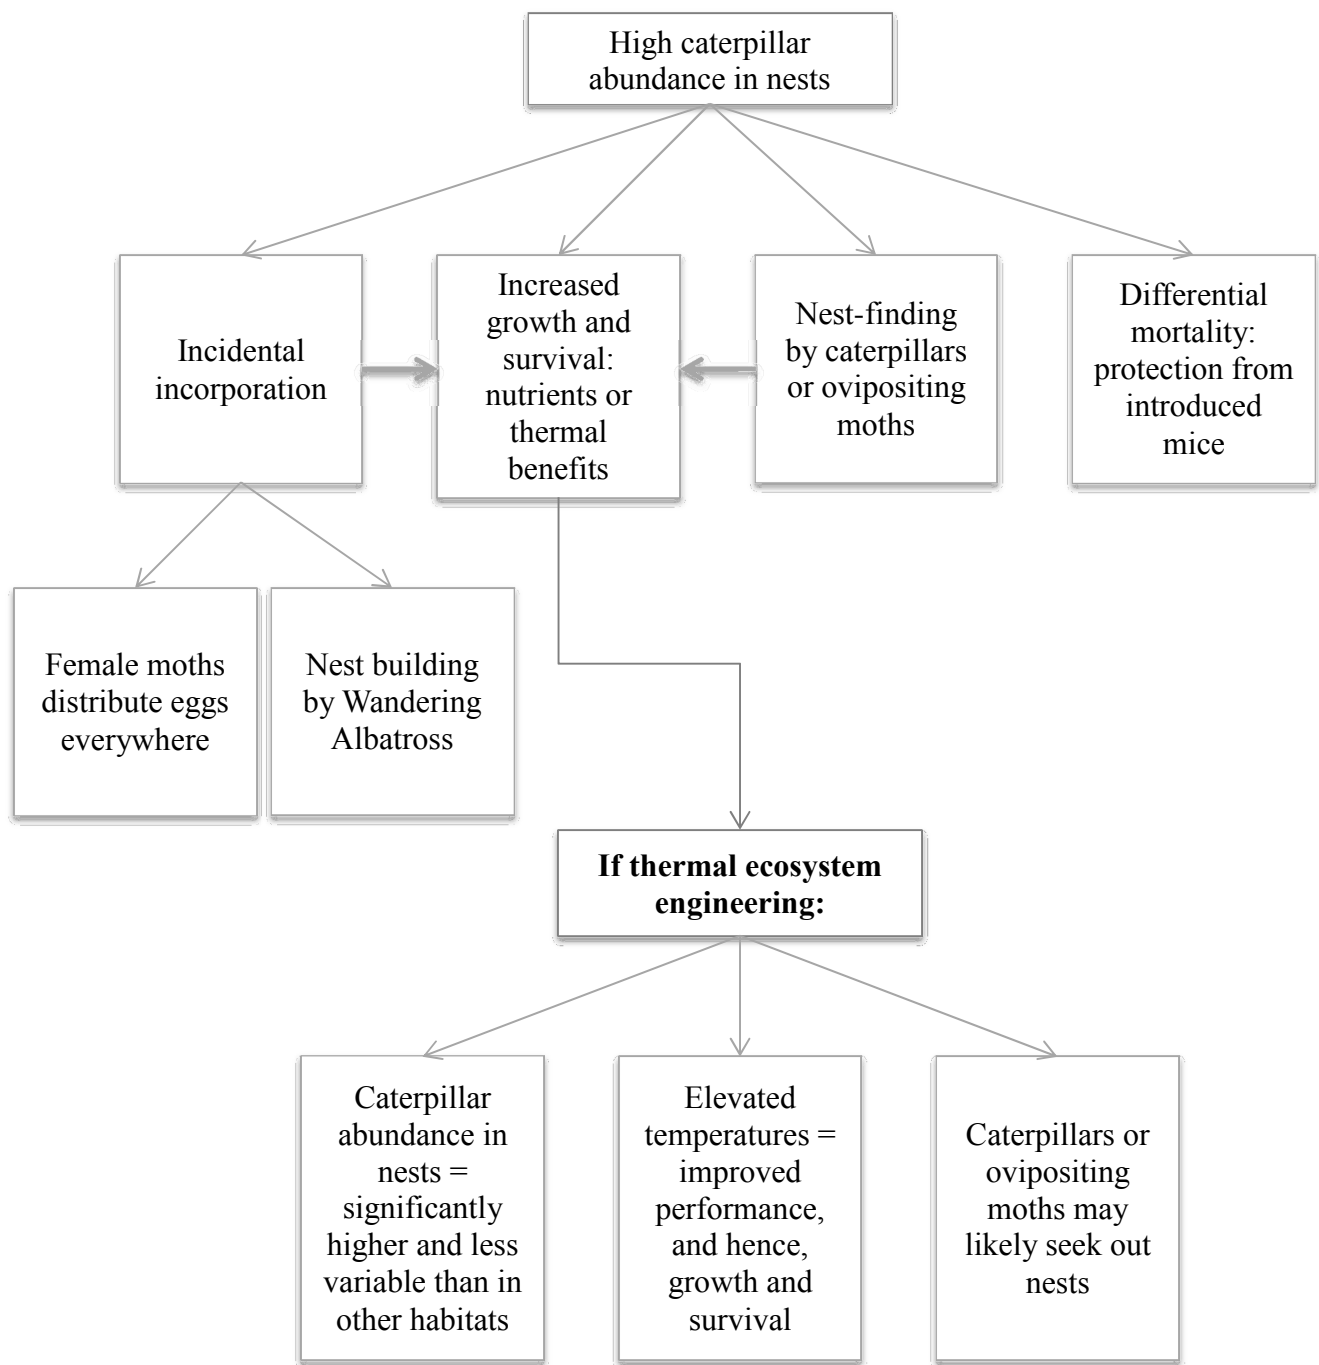 High caterpillar
abundance in nests
Incidental
incorporation
Increased
growth and
survival:
nutrients or
thermal
benefits
Nest-finding
by caterpillars
or ovipositing
moths
Differential
mortality:
protection from
introduced
mice
Female moths
distribute eggs
everywhere
Nest building
by Wandering
Albatross
If thermal ecosystem
engineering:
Caterpillar
abundance in
nests =
significantly
higher and less
variable than in
other habitats
Elevated
temperatures =
improved
performance,
and hence,
growth and
survival
Caterpillars or
ovipositing
moths may
likely seek out
nests